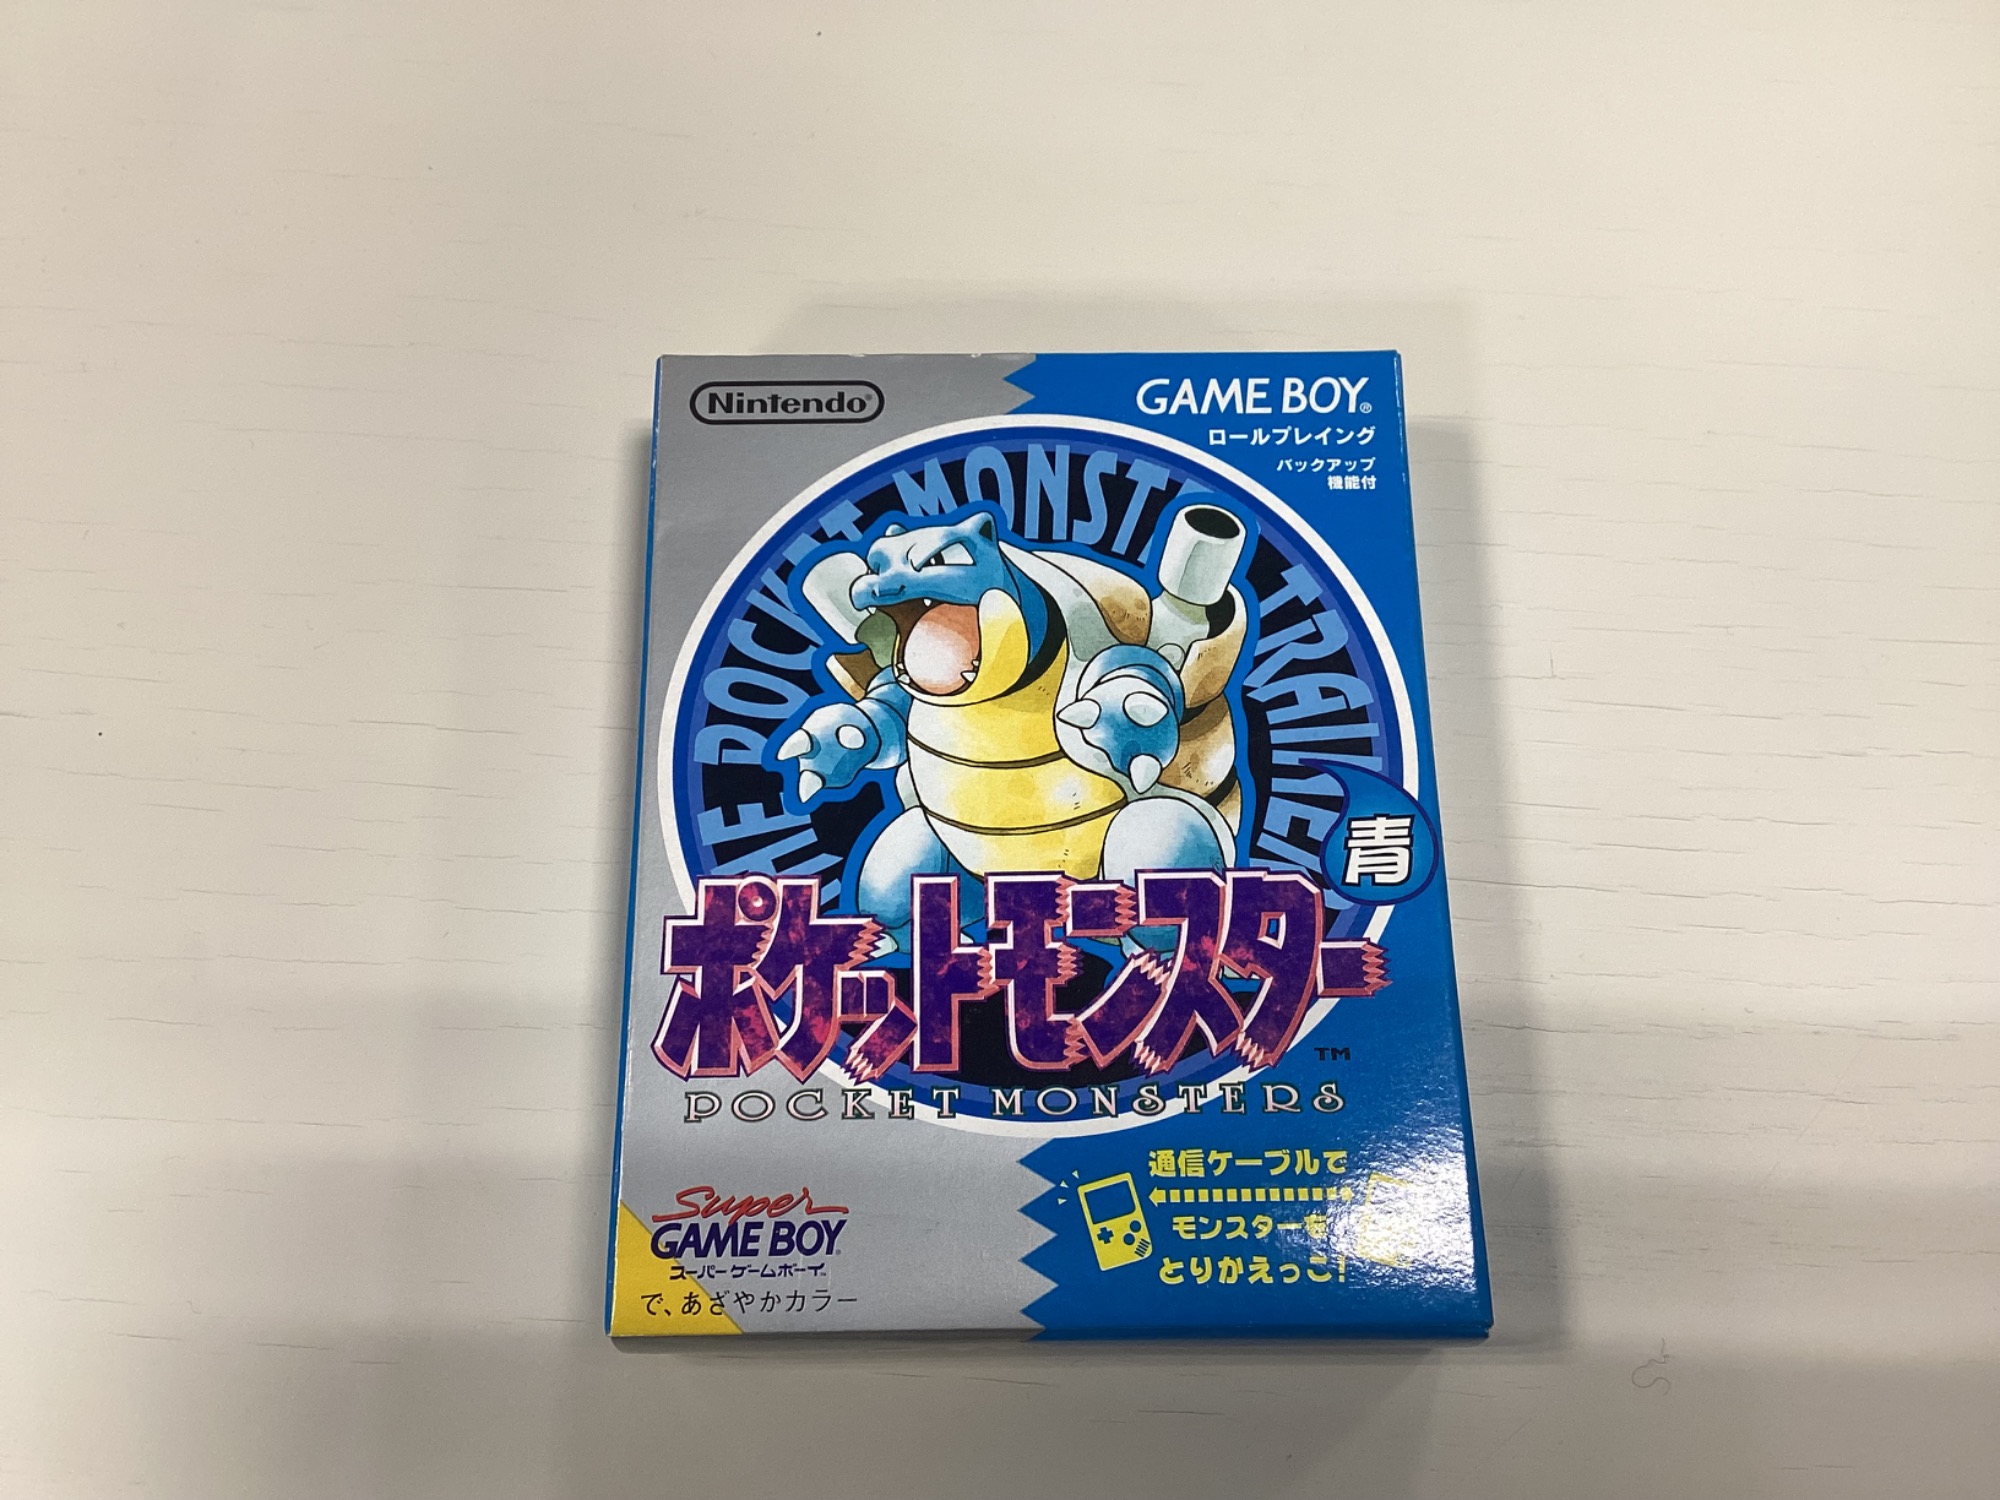 Nintendo®
GAME BOY®
ロールプレイング
バックアップ
機能付
POCKET MONSTE TRAINE
青
ポケットモンスター
TM
POCKET MONSTERS
Super
GAME BOY
スーパーゲームボーイ
で、あざやかカラー
通信ケーブルで
モンスターを
とりかえっこ!